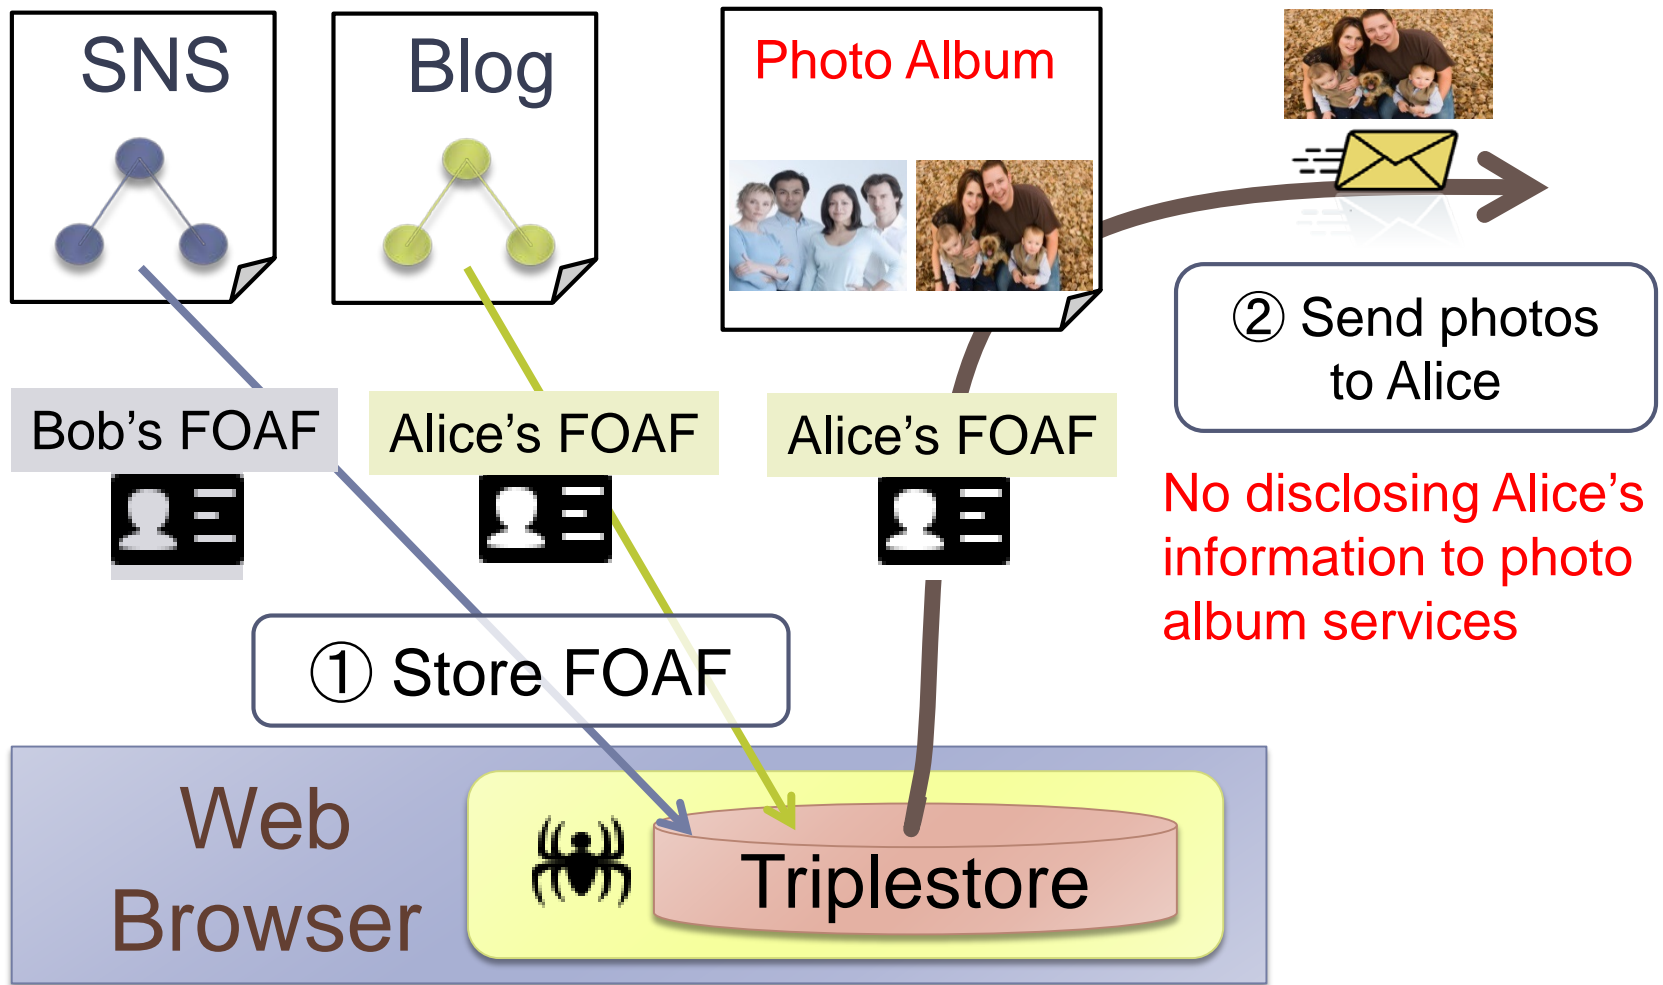 SNS
Blog
Photo Album
② Send photos
to Alice
Bob's FOAF
Alice's FOAF
Alice's FOAF
No disclosing Alice's
information to photo
album services
① Store FOAF
Web
Browser
Triplestore